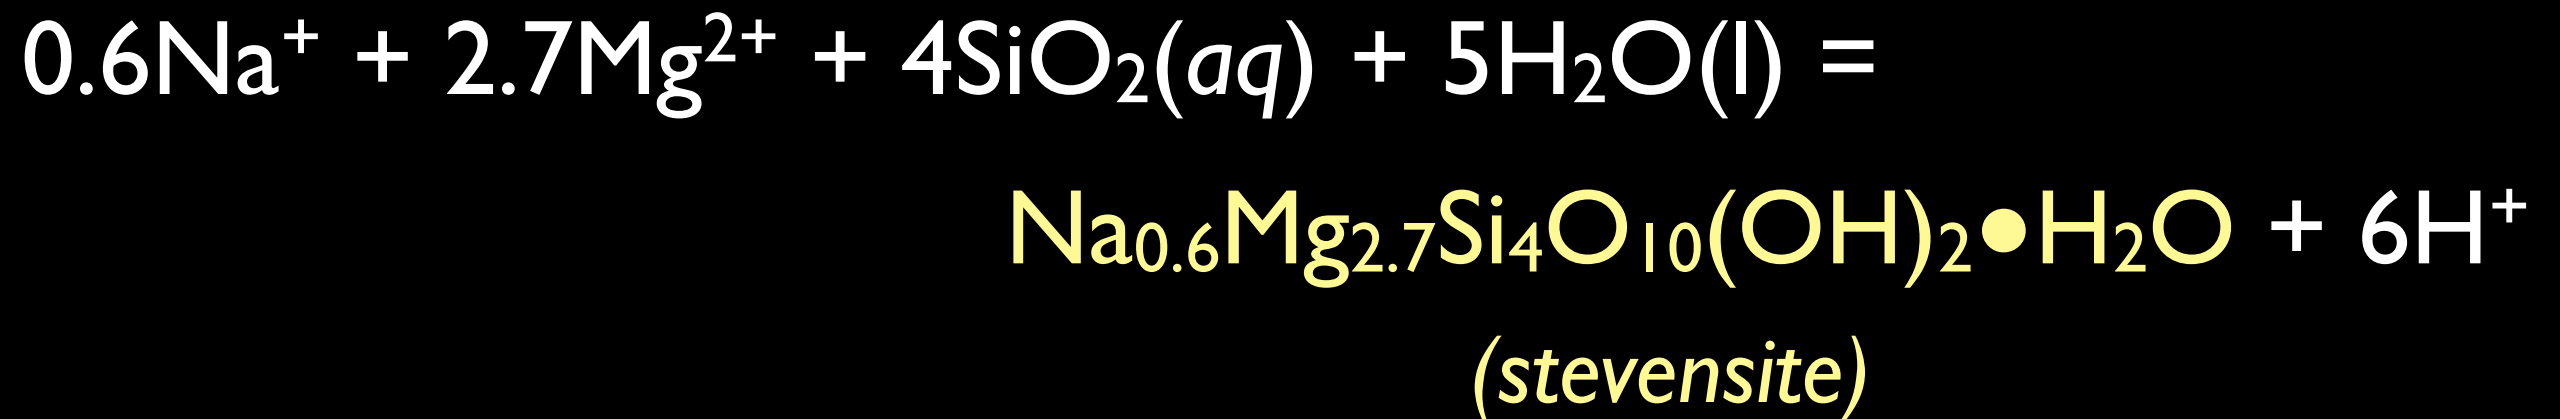 0.6Na⁺ + 2.7Mg²⁺ + 4SiO₂(aq) + 5H₂O(l) =
Na₀.₆Mg₂.₇Si₄O₁₀(OH)₂•H₂O + 6H⁺
(stevensite)